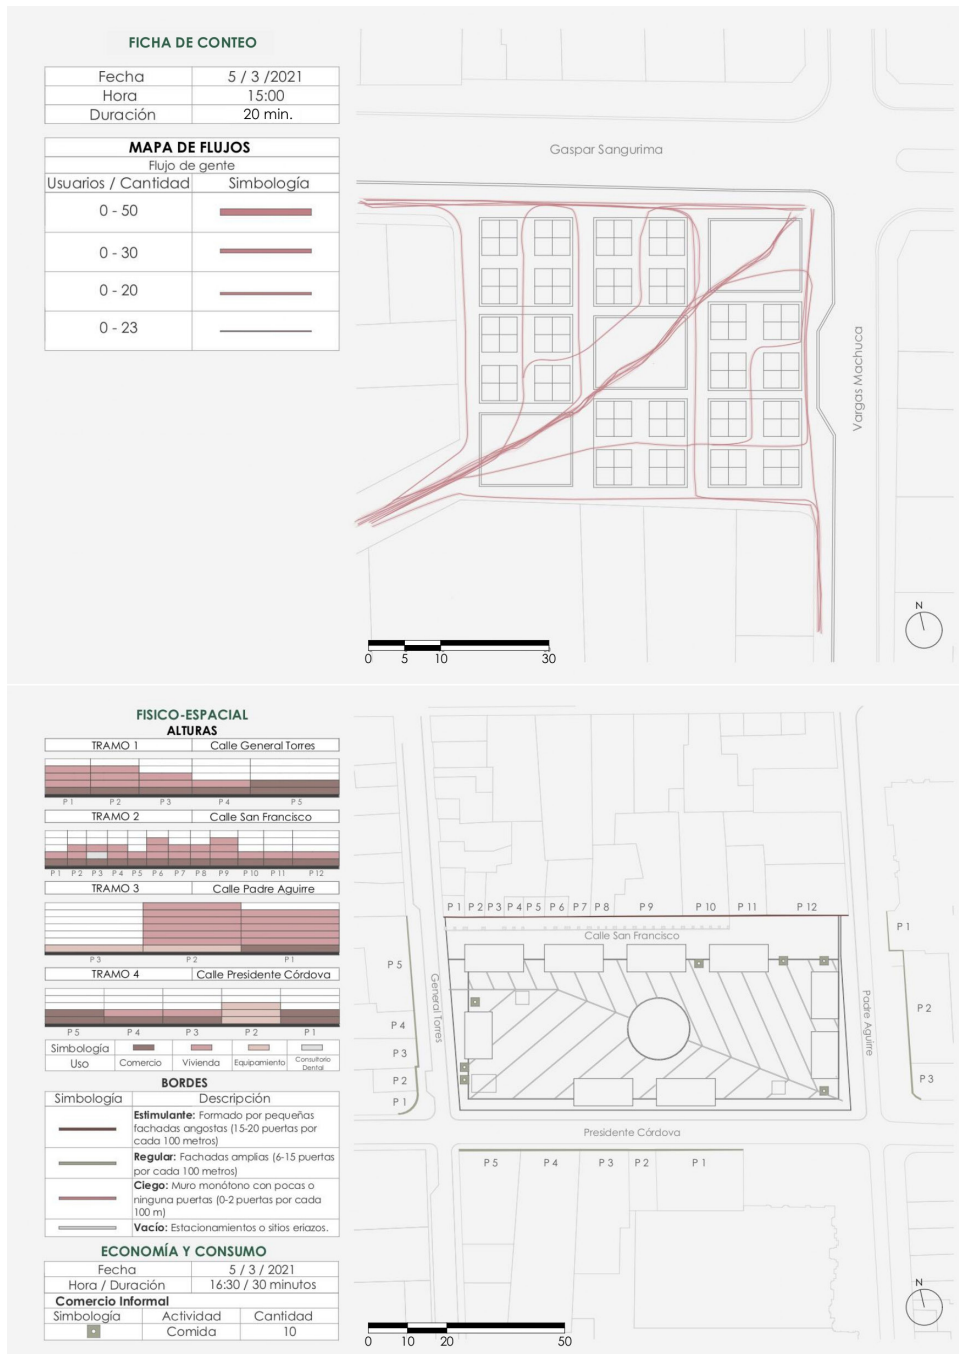 FICHA DE CONTEO
Fecha 5 / 3 /2021
Hora 15:00
Duración 20 min.
MAPA DE FLUJOS
Flujo de gente
Usuarios / Cantidad Simbología
0 - 50
0 - 30
0 - 20
0 - 23
Gaspar Sangurima
Vargas Machuca
N
0 5 10 30
FISICO-ESPACIAL
ALTURAS
TRAMO 1 Calle General Torres
P 1 P 2 P 3 P 4 P 5
TRAMO 2 Calle San Francisco
P 1 P 2 P 3 P 4 P 5 P 6 P 7 P 8 P 9 P 10 P 11 P 12
TRAMO 3 Calle Padre Aguirre
P 3 P 2 P 1
TRAMO 4 Calle Presidente Córdova
P 5 P 4 P 3 P 2 P 1
Simbología
Uso Comercio Vivienda Equipamiento Consultorio
Dental
BORDES
Simbología Descripción
Estimulante: Formado por pequeñas
fachadas angostas (15-20 puertas por
cada 100 metros)
Regular: Fachadas amplias (6-15 puertas
por cada 100 metros)
Ciego: Muro monótono con pocas o
ninguna puertas (0-2 puertas por cada
100 m)
Vacío: Estacionamientos o sitios eriazos.
ECONOMÍA Y CONSUMO
Fecha 5 / 3 / 2021
Hora / Duración 16:30 / 30 minutos
Comercio Informal
Simbología Actividad Cantidad
Comida 10
P 1 P 2 P 3 P 4 P 5 P 6 P 7 P 8 P 9 P 10 P 11 P 12
Calle San Francisco
P 5
P 4
P 3
P 2
P 1
General Torres
Padre Aguirre
P 1
P 2
P 3
Presidente Córdova
P 5 P 4 P 3 P 2 P 1
N
0 10 20 50